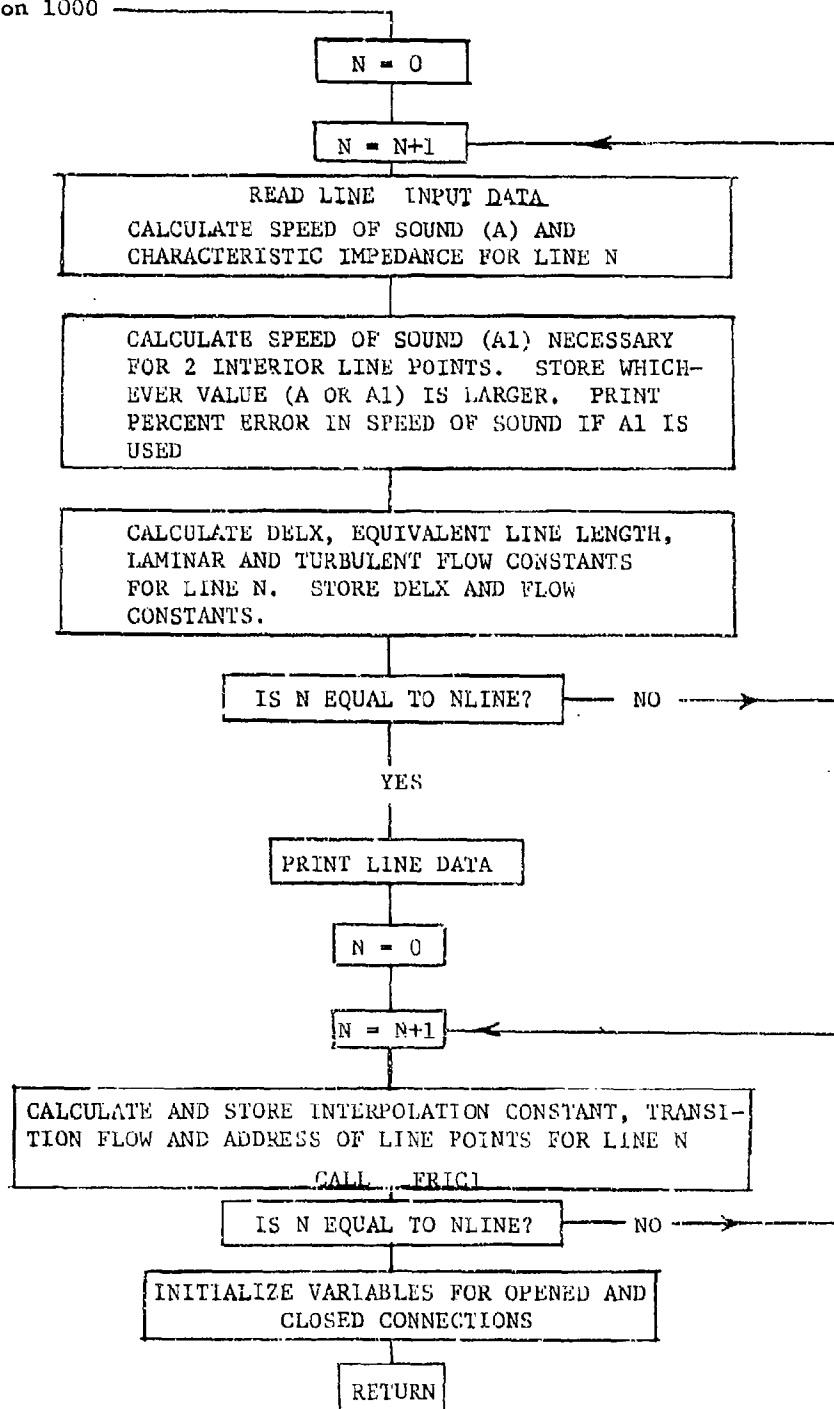 on 1000
N = 0
N = N+1
READ LINE INPUT DATA
CALCULATE SPEED OF SOUND (A) AND
CHARACTERISTIC IMPEDANCE FOR LINE N
CALCULATE SPEED OF SOUND (A1) NECESSARY
FOR 2 INTERIOR LINE POINTS. STORE WHICH-
EVER VALUE (A OR A1) IS LARGER. PRINT
PERCENT ERROR IN SPEED OF SOUND IF A1 IS
USED
CALCULATE DELX, EQUIVALENT LINE LENGTH,
LAMINAR AND TURBULENT FLOW CONSTANTS
FOR LINE N. STORE DELX AND FLOW
CONSTANTS.
IS N EQUAL TO NLINE? NO
YES
PRINT LINE DATA
N = 0
N = N+1
CALCULATE AND STORE INTERPOLATION CONSTANT, TRANSI-
TION FLOW AND ADDRESS OF LINE POINTS FOR LINE N
CALL FRIC1
IS N EQUAL TO NLINE? NO
INITIALIZE VARIABLES FOR OPENED AND
CLOSED CONNECTIONS
RETURN